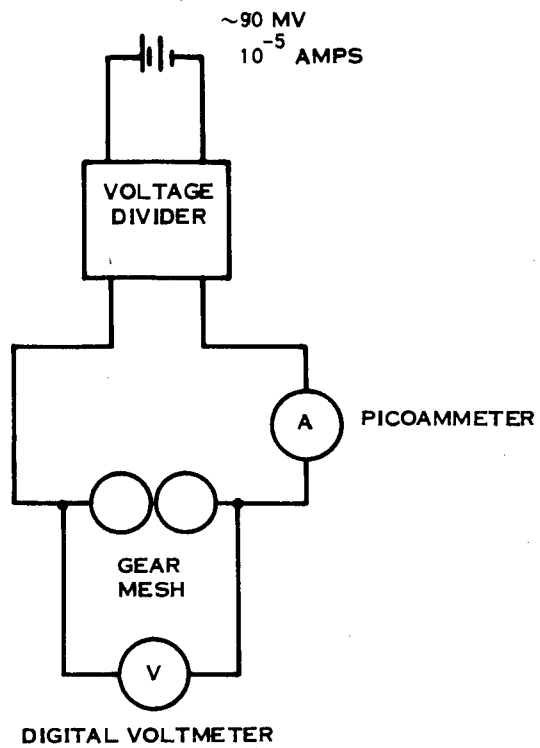 ~90 MV
10⁻⁵ AMPS
VOLTAGE
DIVIDER
A
PICOAMMETER
GEAR
MESH
V
DIGITAL VOLTMETER